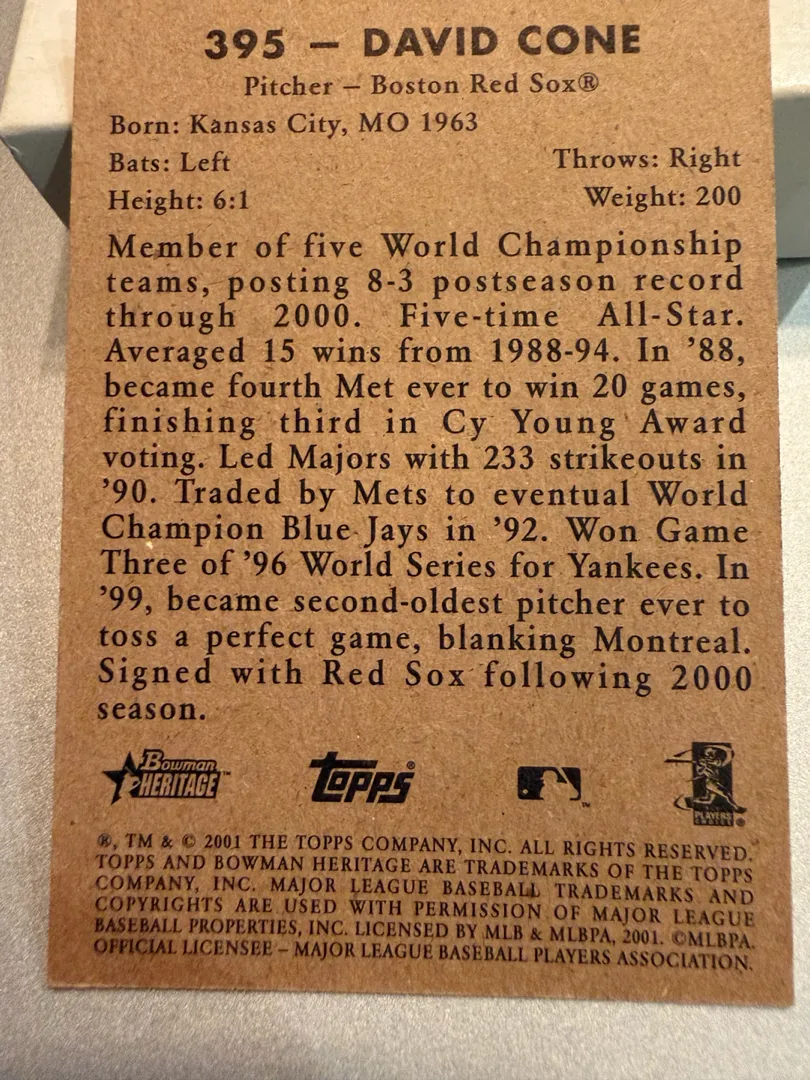 395 – DAVID CONE
Pitcher – Boston Red Sox®
Born: Kansas City, MO 1963
Bats: Left Throws: Right
Height: 6:1 Weight: 200
Member of five World Championship
teams, posting 8-3 postseason record
through 2000. Five-time All-Star.
Averaged 15 wins from 1988-94. In ’88,
became fourth Met ever to win 20 games,
finishing third in Cy Young Award
voting. Led Majors with 233 strikeouts in
’90. Traded by Mets to eventual World
Champion Blue Jays in ’92. Won Game
Three of ’96 World Series for Yankees. In
’99, became second-oldest pitcher ever to
toss a perfect game, blanking Montreal.
Signed with Red Sox following 2000
season.
Bowman HERITAGE™ Topps® ™ PLAYERS CHOICE®
®, TM & © 2001 THE TOPPS COMPANY, INC. ALL RIGHTS RESERVED.
TOPPS AND BOWMAN HERITAGE ARE TRADEMARKS OF THE TOPPS
COMPANY, INC. MAJOR LEAGUE BASEBALL TRADEMARKS AND
COPYRIGHTS ARE USED WITH PERMISSION OF MAJOR LEAGUE
BASEBALL PROPERTIES, INC. LICENSED BY MLB & MLBPA, 2001. ©MLBPA.
OFFICIAL LICENSEE – MAJOR LEAGUE BASEBALL PLAYERS ASSOCIATION.